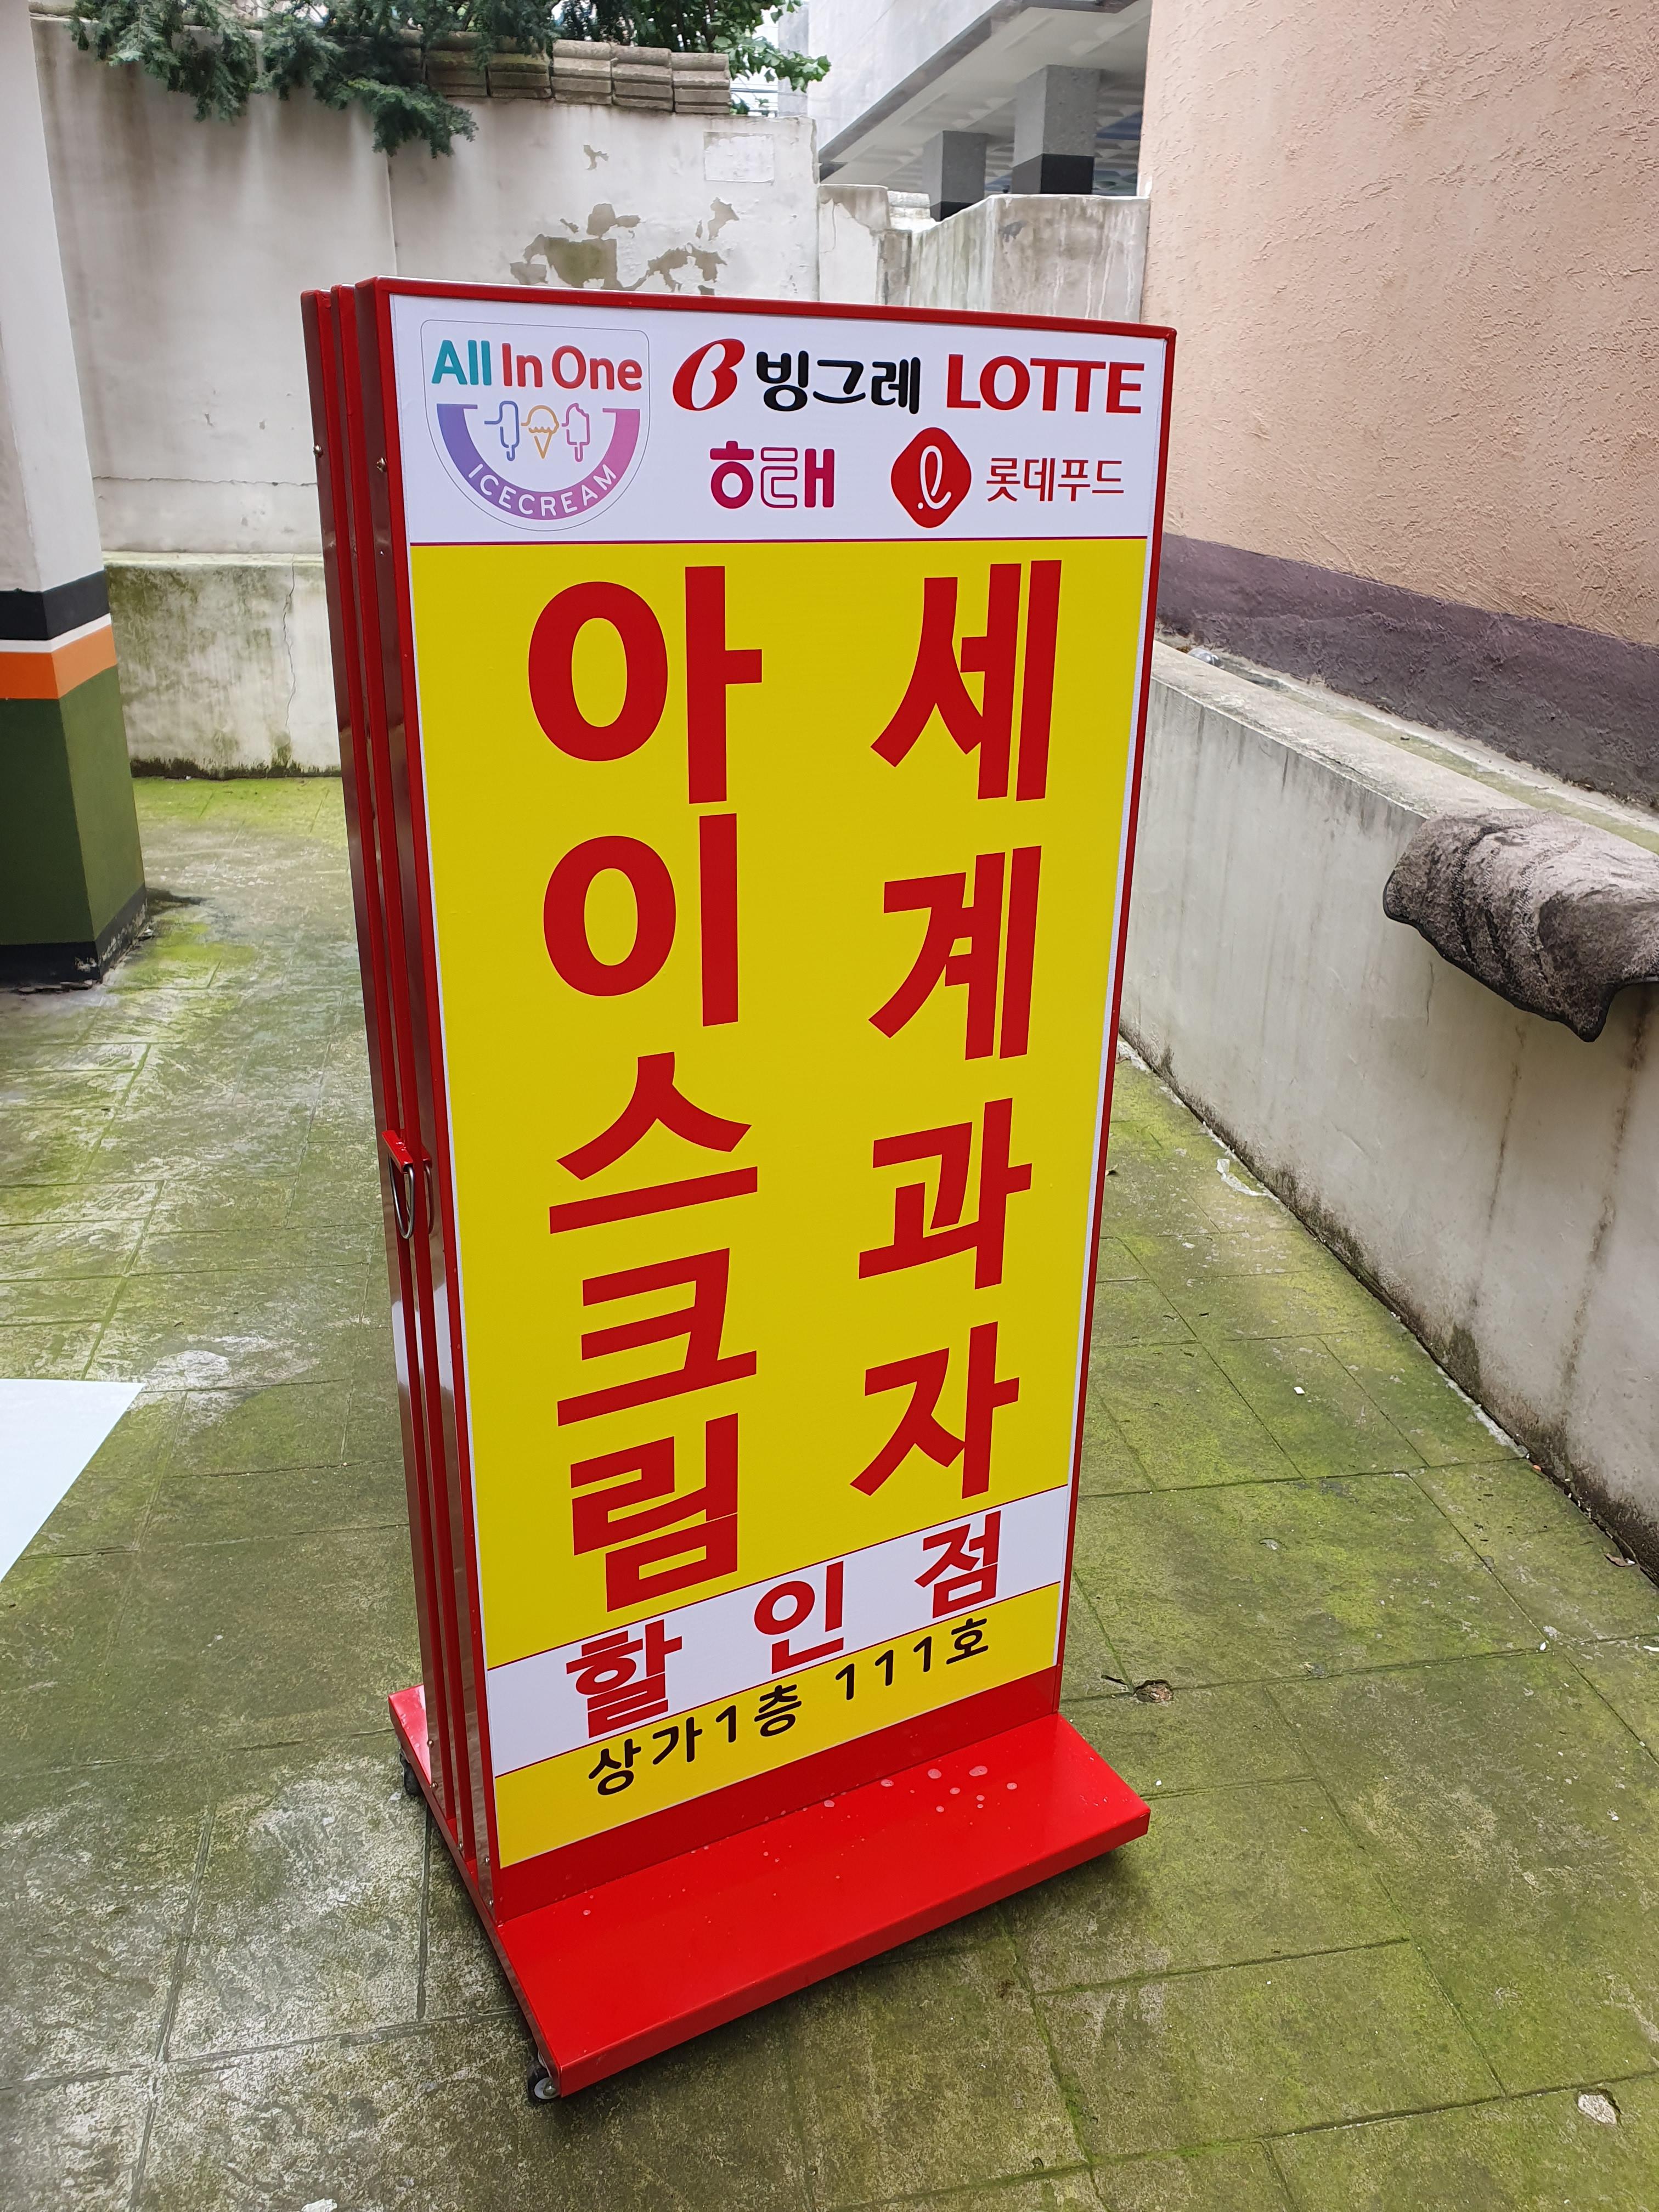 All In One
ICECREAM
빙그레 LOTTE
해태 롯데푸드
아이스크림
세계과자
할인점
상가1층 111호